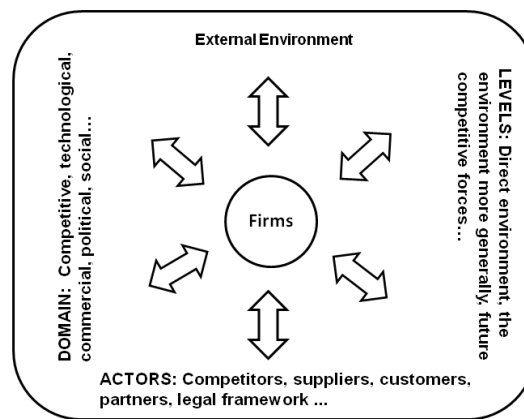 External Environment
DOMAIN: Competitive, technological,
commercial, political, social...
Firms
LEVELS: Direct environment, the
environment more generally, future
competitive forces...
ACTORS: Competitors, suppliers, customers,
partners, legal framework ...